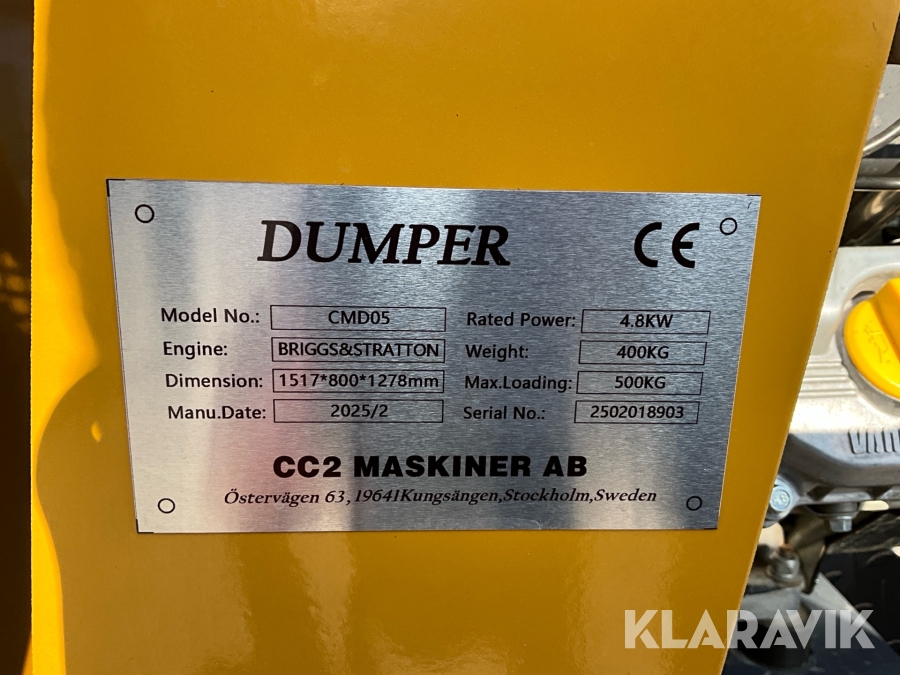 DUMPER CE
Model No.: CMD05 Rated Power: 4.8KW
Engine: BRIGGS&STRATTON Weight: 400KG
Dimension: 1517*800*1278mm Max.Loading: 500KG
Manu.Date: 2025/2 Serial No.: 2502018903
CC2 MASKINER AB
Östervägen 63,19641Kungsängen,Stockholm,Sweden
KLARAVIK